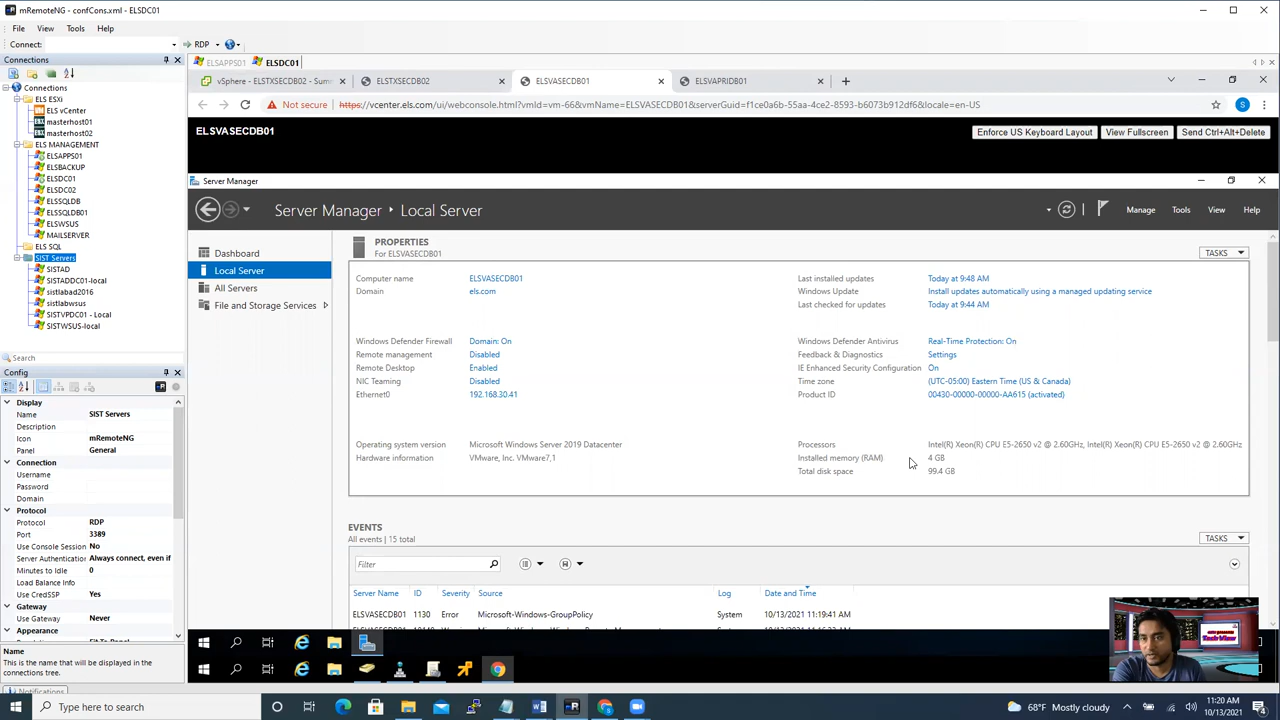 mRemoteNG - confCons.xml - ELSDC01
File View Tools Help
Connect: RDP
Connections
ELSAPPS01 ELSDC01
vSphere - ELSTXSECDB02 - Sum ELSTXSECDB02 ELSVASECDB01 ELSVAPRIDB01
Connections
ELS ESXi
ELS vCenter
masterhost01
masterhost02
ELS MANAGEMENT
ELSAPPS01
ELSBACKUP
ELSDC01
ELSDC02
ELSSQLDB
ELSSQLDB01
ELSWSUS
MAILSERVER
ELS SQL
SIST Servers
SISTAD
SISTADDC01-local
sistlabad2016
sistlabwsus
SISTVPDC01 - Local
SISTWSUS-local
Search
Config
Display
Name SIST Servers
Description
Icon mRemoteNG
Panel General
Connection
Username
Password
Domain
Protocol
Protocol RDP
Port 3389
Use Console Session No
Server Authentication Always connect, even if
Minutes to Idle 0
Load Balance Info
Use CredSSP Yes
Gateway
Use Gateway Never
Appearance
Name
This is the name that will be displayed in the connections tree.
Notifications
Not secure https://vcenter.els.com/ui/webconsole.html?vmId=vm-66&vmName=ELSVASECDB01&serverGuid=
ELSVASECDB01 Enforce US Keyboard Layout View Fullscreen Send Ctrl+Alt+Delete
Server Manager
Server Manager Local Server Manage Tools View Help
Dashboard
Local Server
All Servers
File and Storage Services
PROPERTIES
For ELSVASECDB01
TASKS
Computer name ELSVASECDB01 Last installed updates Today at 9:48 AM
Domain els.com Windows Update Install updates automatically using a managed updating service
Last checked for updates Today at 9:44 AM
Windows Defender Firewall Domain: On Windows Defender Antivirus Real-Time Protection: On
Remote management Disabled Feedback & Diagnostics Settings
Remote Desktop Enabled IE Enhanced Security Configuration On
NIC Teaming Disabled Time zone (UTC-05:00) Eastern Time (US & Canada)
Ethernet0 192.168.30.41 Product ID 00430-00000-00000-AA615 (activated)
Operating system version Microsoft Windows Server 2019 Datacenter Processors Intel(R) Xeon(R) CPU E5-2650 v2 @ 2.60GHz, Intel(R) Xeon(R) CPU E5-2650 v2 @ 2.60GHz
Hardware information VMware, Inc. VMware7,1 Installed memory (RAM) 4 GB
Total disk space 99.4 GB
EVENTS
All events | 15 total
TASKS
Filter
Server Name ID Severity Source Log Date and Time
ELSVASECDB01 1130 Error Microsoft-Windows-GroupPolicy System 10/13/2021 11:19:41 AM
Tech View
Type here to search
68°F Mostly cloudy
11:20 AM
10/13/2021
4